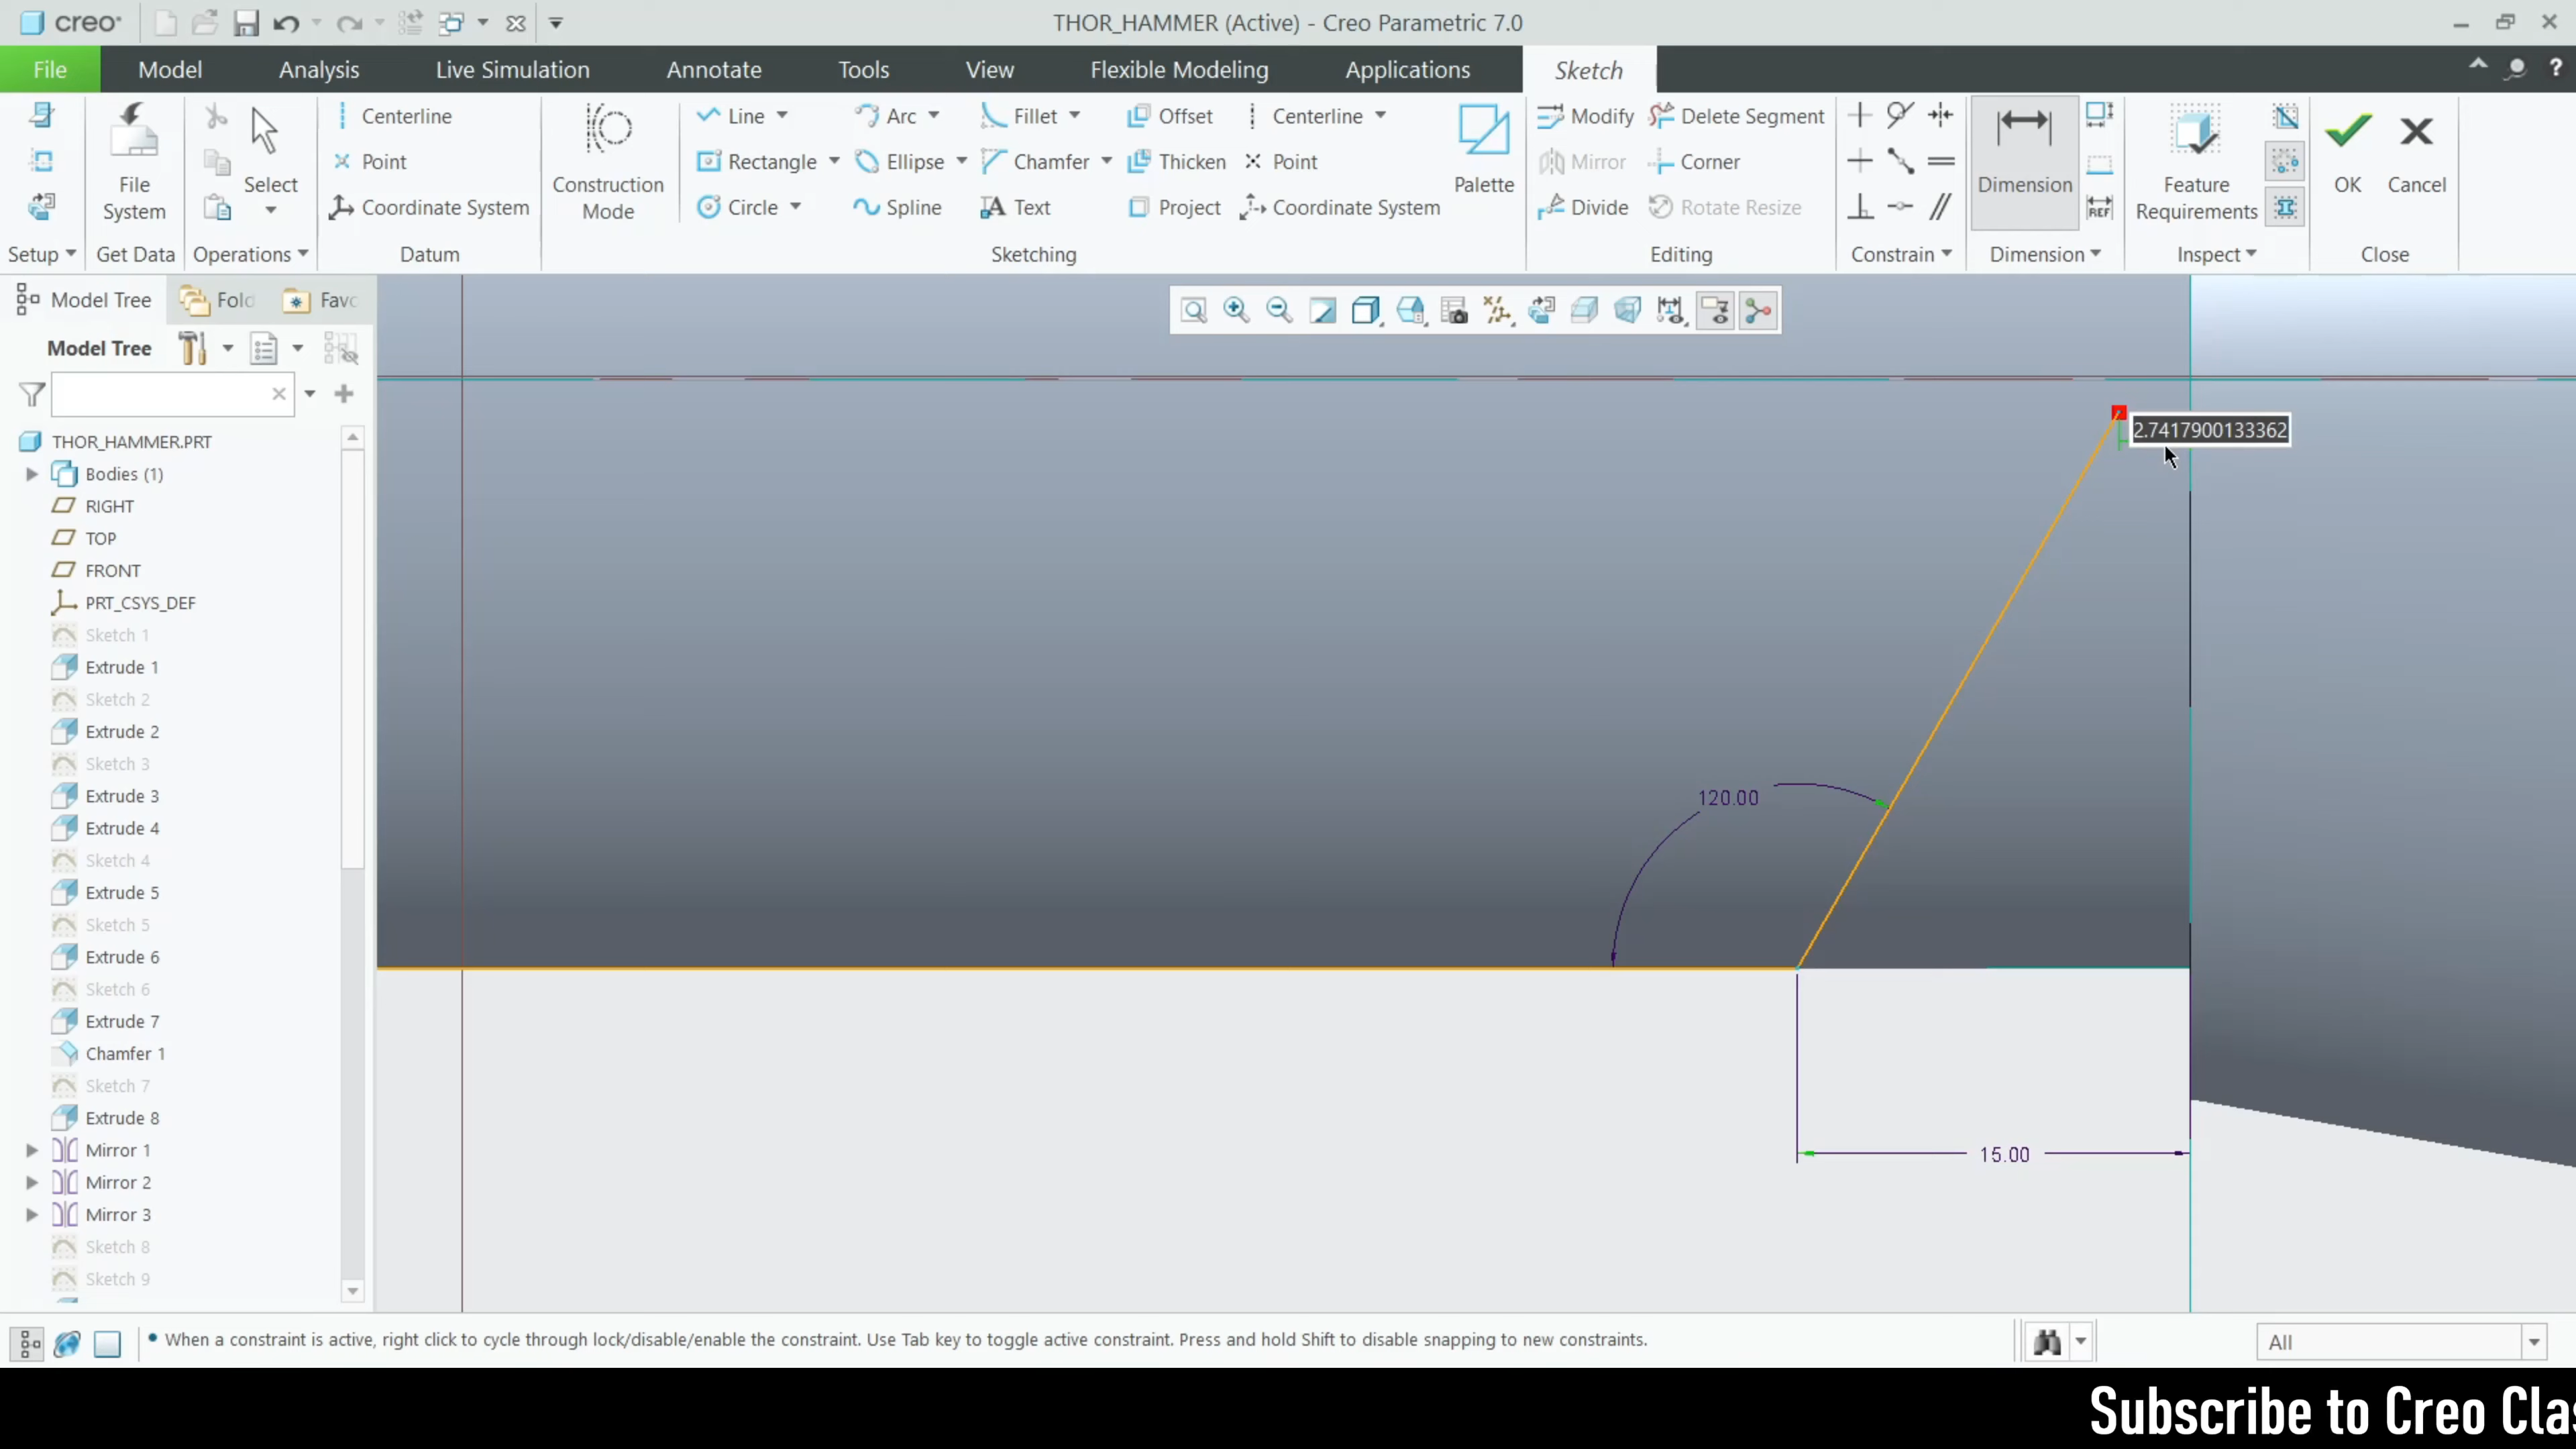 creo
THOR_HAMMER (Active) - Creo Parametric 7.0
File Model Analysis Live Simulation Annotate Tools View Flexible Modeling Applications Sketch
?
Centerline
Point
Coordinate System
File
System
Select
Construction
Mode
Line Arc Fillet Offset Centerline
Rectangle Ellipse Chamfer Thicken Point
Circle Spline Text Project Coordinate System
Palette
Modify Delete Segment
Mirror Corner
Divide Rotate Resize
Dimension
REF
Feature
Requirements
OK Cancel
Setup Get Data Operations Datum Sketching Editing Constrain Dimension Inspect Close
Model Tree Fold Favo
Model Tree
THOR_HAMMER.PRT
Bodies (1)
RIGHT
TOP
FRONT
PRT_CSYS_DEF
Sketch 1
Extrude 1
Sketch 2
Extrude 2
Sketch 3
Extrude 3
Extrude 4
Sketch 4
Extrude 5
Sketch 5
Extrude 6
Sketch 6
Extrude 7
Chamfer 1
Sketch 7
Extrude 8
Mirror 1
Mirror 2
Mirror 3
Sketch 8
Sketch 9
2.7417900133362
120.00
15.00
• When a constraint is active, right click to cycle through lock/disable/enable the constraint. Use Tab key to toggle active constraint. Press and hold Shift to disable snapping to new constraints.
All
Subscribe to Creo Clas